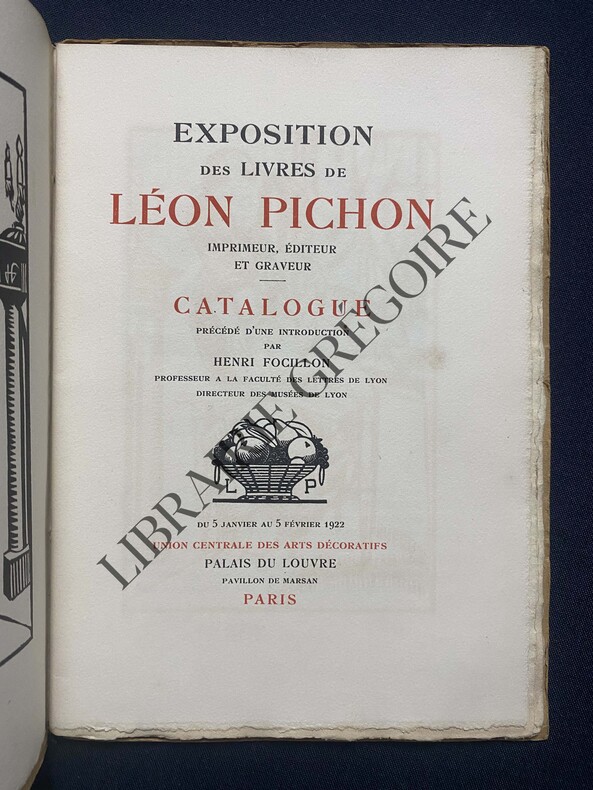 EXPOSITION
DES LIVRES DE
LÉON PICHON
IMPRIMEUR, ÉDITEUR
ET GRAVEUR
CATALOGUE
PRÉCÉDÉ D'UNE INTRODUCTION
PAR
HENRI FOCILLON
PROFESSEUR A LA FACULTÉ DES LETTRES DE LYON
DIRECTEUR DES MUSÉES DE LYON
L P
DU 5 JANVIER AU 5 FÉVRIER 1922
UNION CENTRALE DES ARTS DÉCORATIFS
PALAIS DU LOUVRE
PAVILLON DE MARSAN
PARIS
LIBRAIRIE GREGOIRE